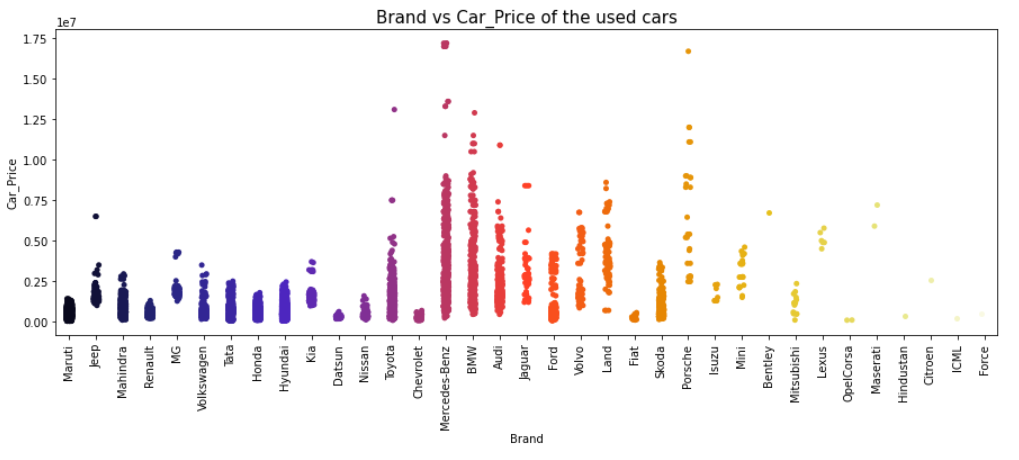 Brand vs Car_Price of the used cars
1e7
1.75
1.50
1.25
1.00
0.75
0.50
0.25
0.00
Car_Price
Maruti
Jeep
Mahindra
Renault
MG
Volkswagen
Tata
Honda
Hyundai
Kia
Datsun
Nissan
Toyota
Chevrolet
Mercedes-Benz
BMW
Audi
Jaguar
Ford
Volvo
Land
Fiat
Skoda
Porsche
Isuzu
Mini
Bentley
Mitsubishi
Lexus
OpelCorsa
Maserati
Hindustan
Citroen
ICML
Force
Brand